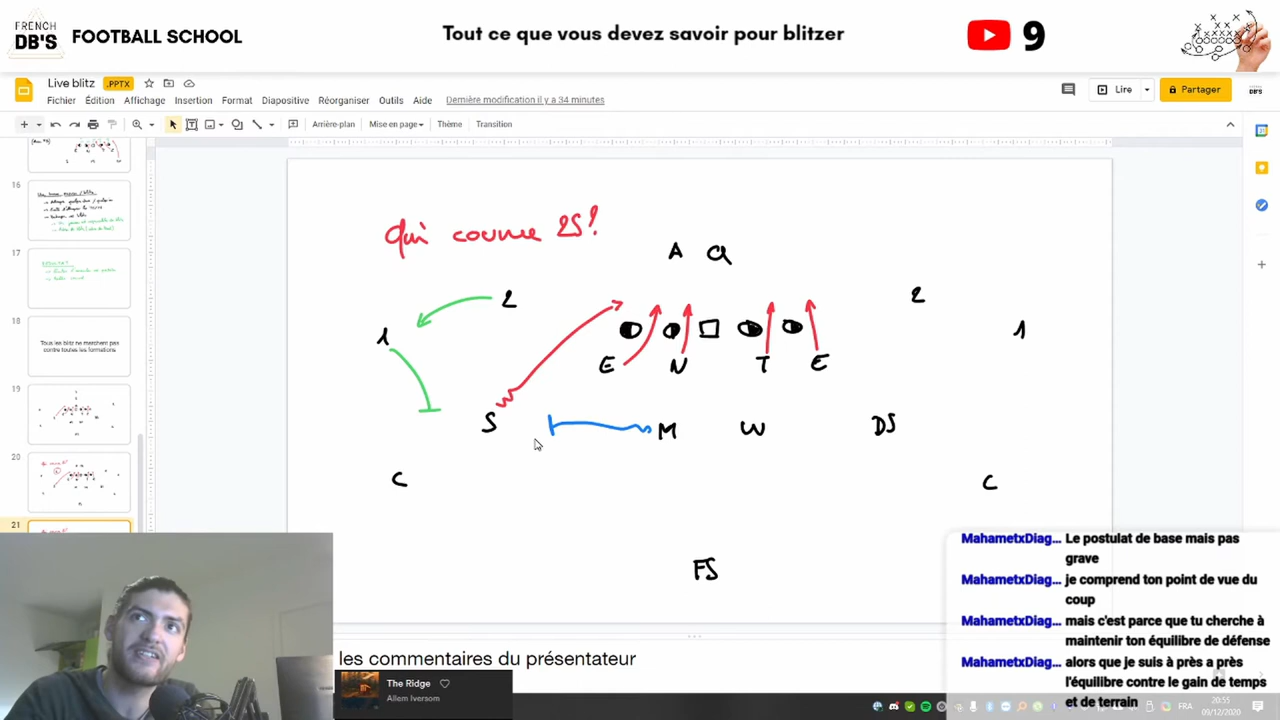 FRENCH
DB'S
FOOTBALL SCHOOL
Tout ce que vous devez savoir pour blitzer
9
Live blitz .PPTX
Fichier Édition Affichage Insertion Format Diapositive Réorganiser Outils Aide Dernière modification il y a 34 minutes
Lire
Partager
Arrière-plan Mise en page Thème Transition
16
17
18
Tous les blitz ne marchent pas
contre toutes les formations
19
20
21
Qui couvre 2S?
A Q
2 2
1 1
E N T E
S M W DS
C C
FS
les commentaires du présentateur
The Ridge
Allem Iversom
MahametxDiag... Le postulat de base mais pas
grave
MahametxDiag... je comprend ton point de vue du
coup
MahametxDiag... mais c'est parce que tu cherche à
maintenir ton équilibre de défense
MahametxDiag... alors que je suis à près a près
l'équilibre contre le gain de temps
et de terrain
FRA
20:55
09/12/2020